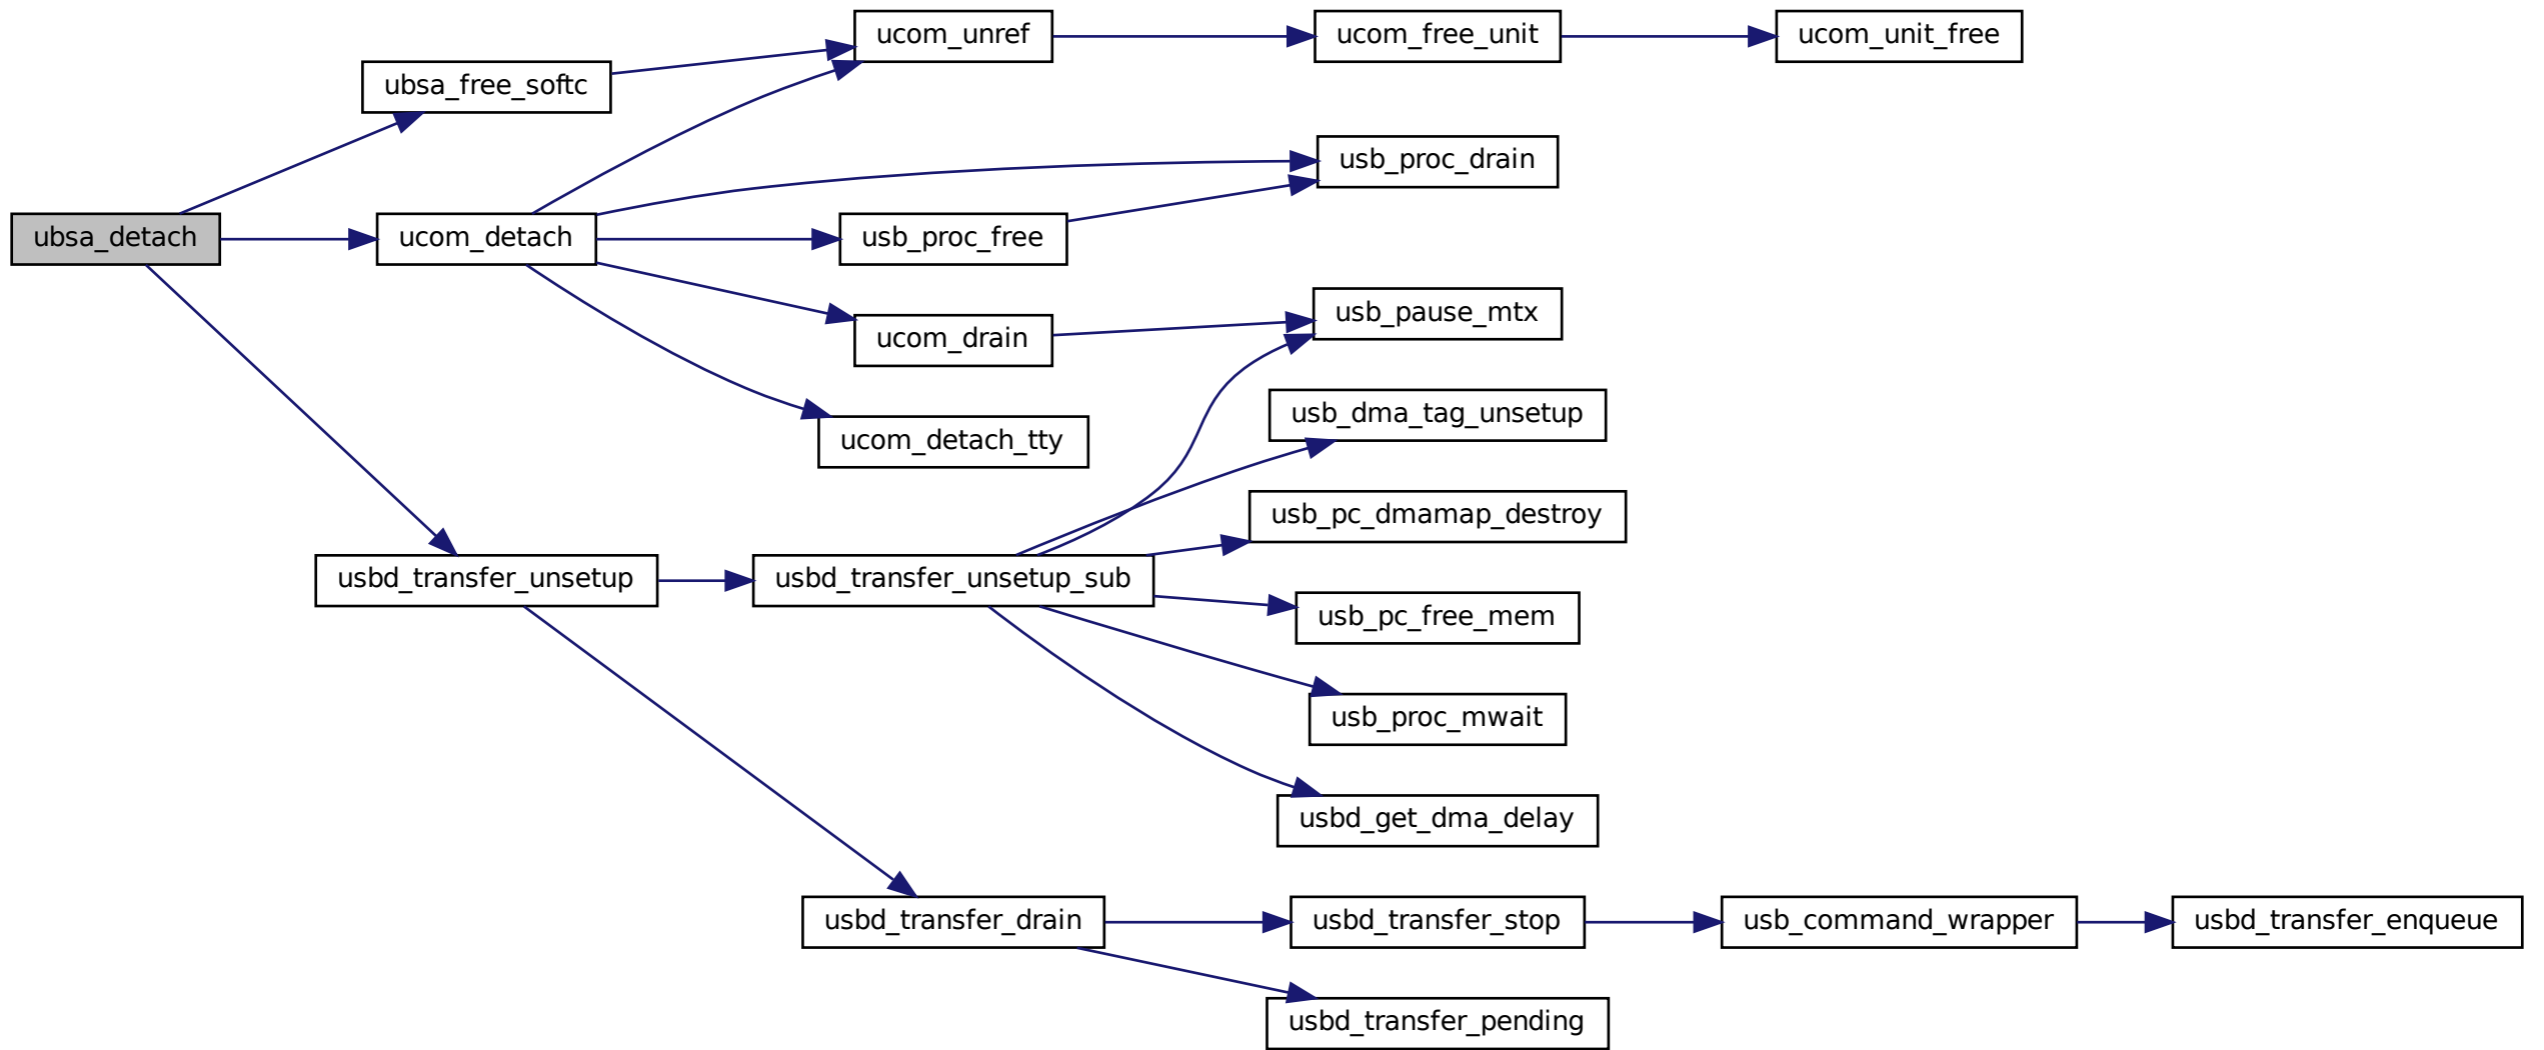 ucom_unref
ucom_free_unit
ucom_unit_free
ubsa_free_softc
usb_proc_drain
ubsa_detach
ucom_detach
usb_proc_free
usb_pause_mtx
ucom_drain
usb_dma_tag_unsetup
ucom_detach_tty
usb_pc_dmamap_destroy
usbd_transfer_unsetup
usbd_transfer_unsetup_sub
usb_pc_free_mem
usb_proc_mwait
usbd_get_dma_delay
usbd_transfer_drain
usbd_transfer_stop
usb_command_wrapper
usbd_transfer_enqueue
usbd_transfer_pending